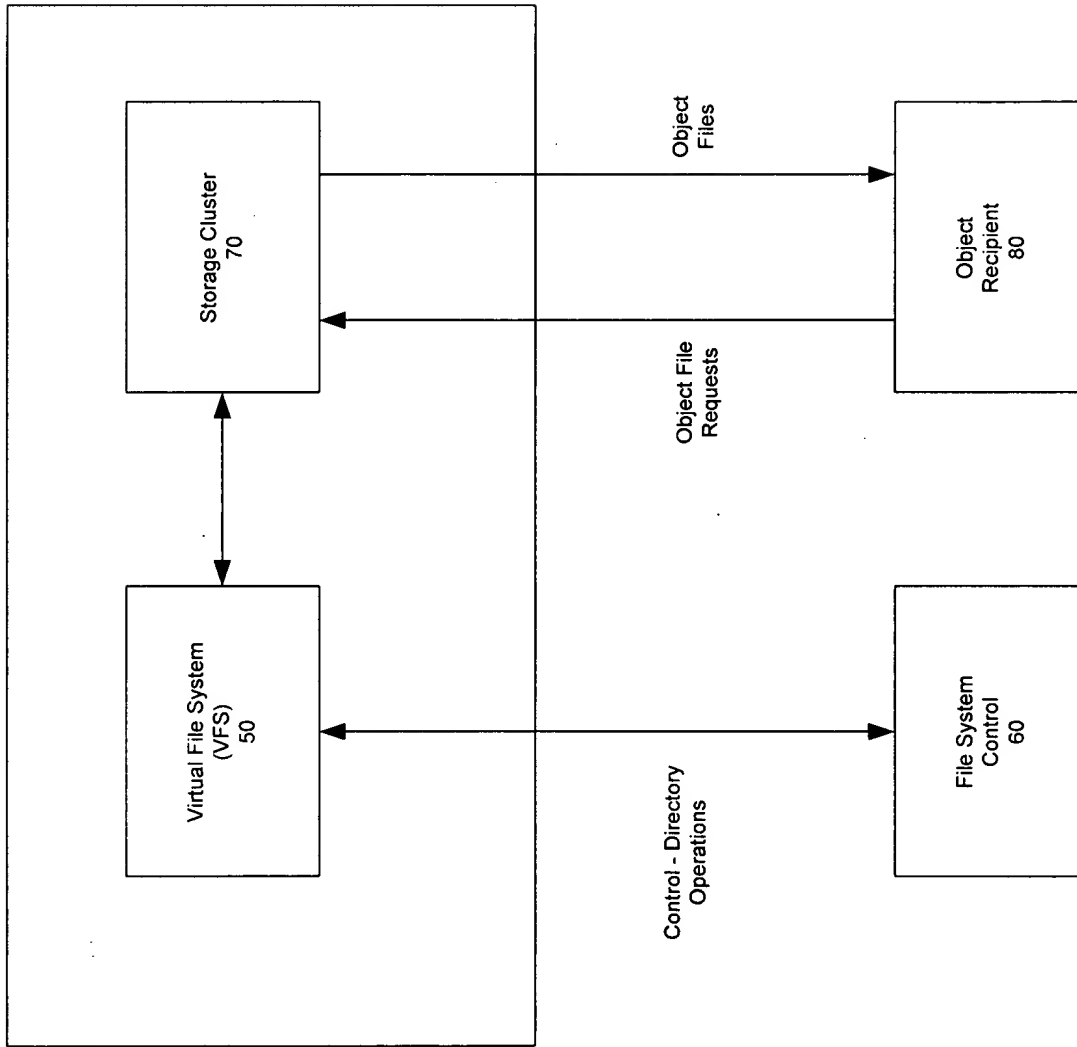 Storage Cluster
70
Object
Files
Object
Recipient
80
Object File
Requests
Virtual File System
(VFS)
50
Control - Directory
Operations
File System
Control
60